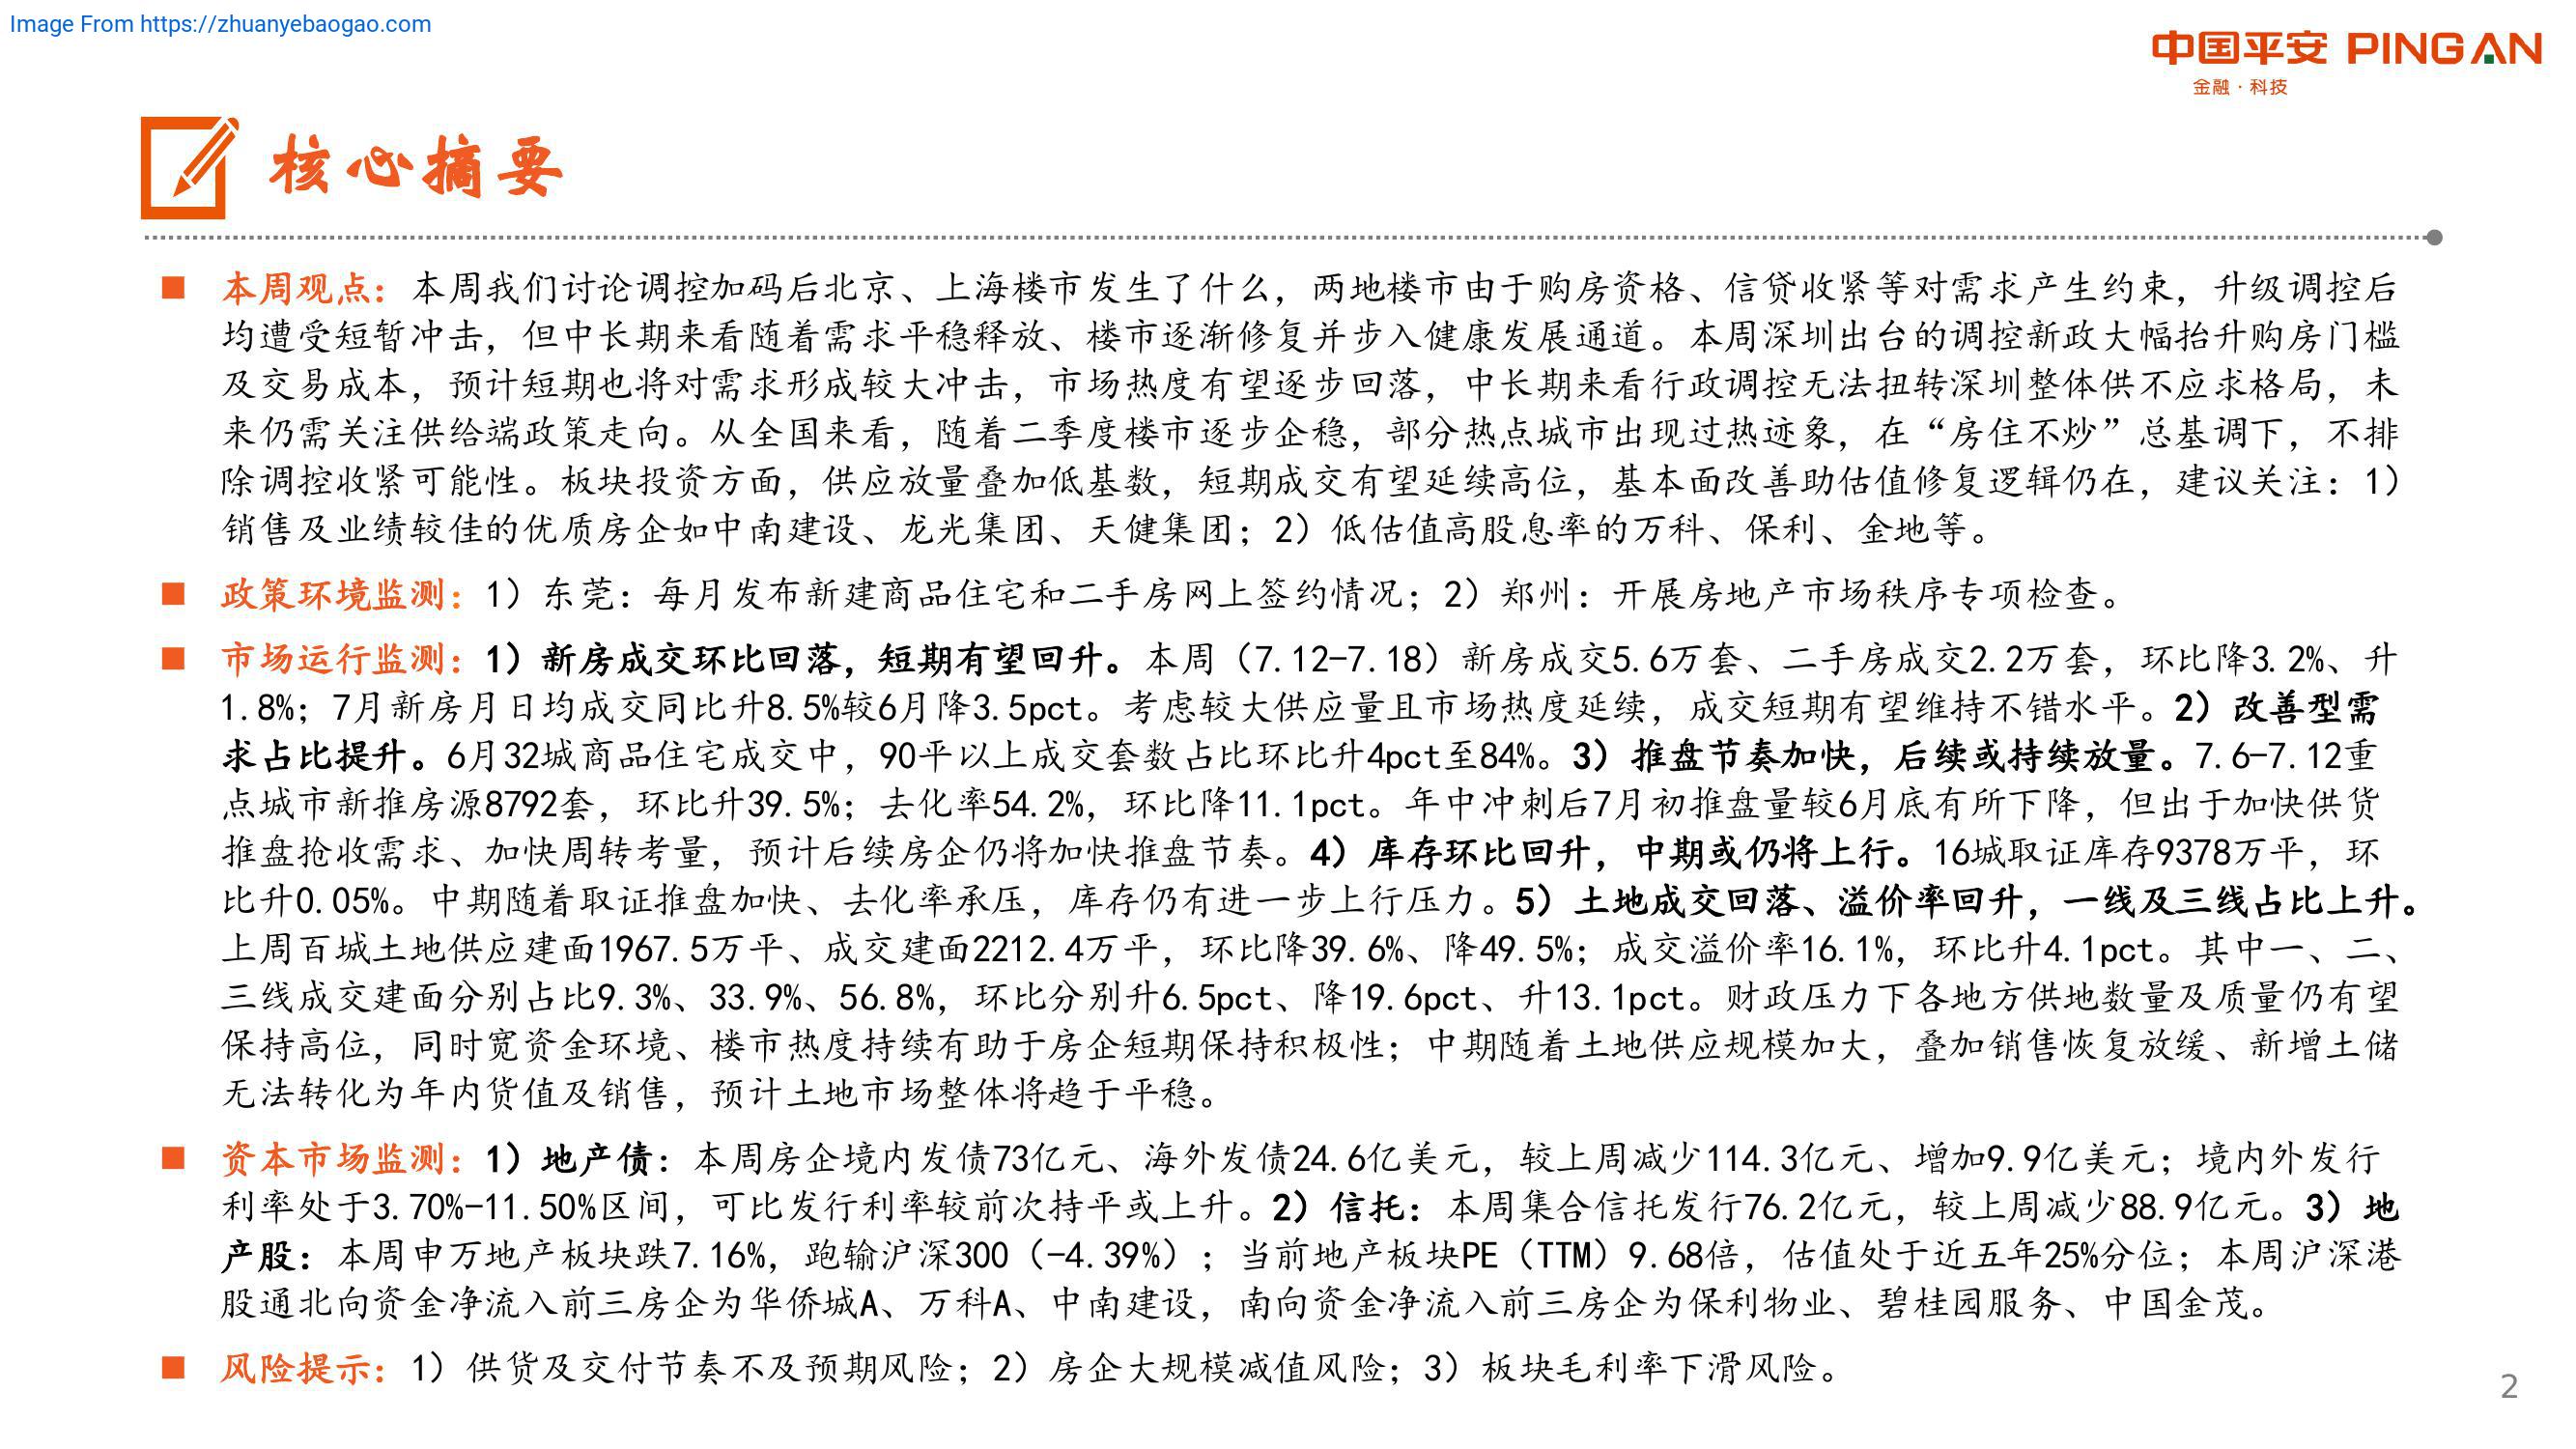 Image From https://zhuanyebaogao.com
中国平安 PINGAN
金融·科技
核心摘要
本周观点：本周我们讨论调控加码后北京、上海楼市发生了什么，两地楼市由于购房资格、信贷收紧等对需求产生约束，升级调控后
均遭受短暂冲击，但中长期来看随着需求平稳释放、楼市逐渐修复并步入健康发展通道。本周深圳出台的调控新政大幅抬升购房门槛
及交易成本，预计短期也将对需求形成较大冲击，市场热度有望逐步回落，中长期来看行政调控无法扭转深圳整体供不应求格局，未
来仍需关注供给端政策走向。从全国来看，随着二季度楼市逐步企稳，部分热点城市出现过热迹象，在“房住不炒”总基调下，不排
除调控收紧可能性。板块投资方面，供应放量叠加低基数，短期成交有望延续高位，基本面改善助估值修复逻辑仍在，建议关注：1）
销售及业绩较佳的优质房企如中南建设、龙光集团、天健集团；2）低估值高股息率的万科、保利、金地等。
政策环境监测：1）东莞：每月发布新建商品住宅和二手房网上签约情况；2）郑州：开展房地产市场秩序专项检查。
市场运行监测：1）新房成交环比回落，短期有望回升。本周（7.12-7.18）新房成交5.6万套、二手房成交2.2万套，环比降3.2%、升
1.8%；7月新房月日均成交同比升8.5%较6月降3.5pct。考虑较大供应量且市场热度延续，成交短期有望维持不错水平。2）改善型需
求占比提升。6月32城商品住宅成交中，90平以上成交套数占比环比升4pct至84%。3）推盘节奏加快，后续或持续放量。7.6-7.12重
点城市新推房源8792套，环比升39.5%；去化率54.2%，环比降11.1pct。年中冲刺后7月初推盘量较6月底有所下降，但出于加快供货
推盘抢收需求、加快周转考量，预计后续房企仍将加快推盘节奏。4）库存环比回升，中期或仍将上行。16城取证库存9378万平，环
比升0.05%。中期随着取证推盘加快、去化率承压，库存仍有进一步上行压力。5）土地成交回落、溢价率回升，一线及三线占比上升。
上周百城土地供应建面1967.5万平、成交建面2212.4万平，环比降39.6%、降49.5%；成交溢价率16.1%，环比升4.1pct。其中一、二、
三线成交建面分别占比9.3%、33.9%、56.8%，环比分别升6.5pct、降19.6pct、升13.1pct。财政压力下各地方供地数量及质量仍有望
保持高位，同时宽资金环境、楼市热度持续有助于房企短期保持积极性；中期随着土地供应规模加大，叠加销售恢复放缓、新增土储
无法转化为年内货值及销售，预计土地市场整体将趋于平稳。
资本市场监测：1）地产债：本周房企境内发债73亿元、海外发债24.6亿美元，较上周减少114.3亿元、增加9.9亿美元；境内外发行
利率处于3.70%-11.50%区间，可比发行利率较前次持平或上升。2）信托：本周集合信托发行76.2亿元，较上周减少88.9亿元。3）地
产股：本周申万地产板块跌7.16%，跑输沪深300（-4.39%）；当前地产板块PE（TTM）9.68倍，估值处于近五年25%分位；本周沪深港
股通北向资金净流入前三房企为华侨城A、万科A、中南建设，南向资金净流入前三房企为保利物业、碧桂园服务、中国金茂。
风险提示：1）供货及交付节奏不及预期风险；2）房企大规模减值风险；3）板块毛利率下滑风险。
2